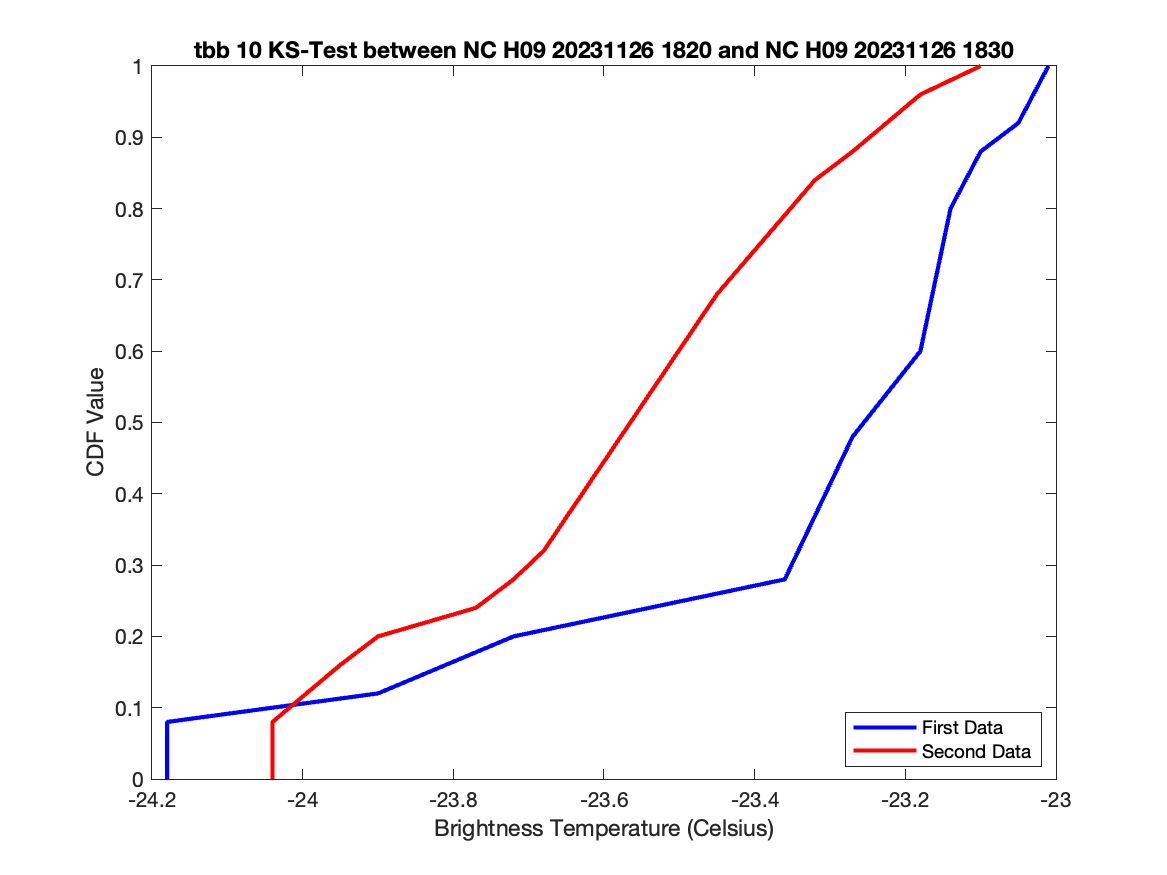 tbb 10 KS-Test between NC H09 20231126 1820 and NC H09 20231126 1830
1
0.9
0.8
0.7
0.6
0.5
0.4
0.3
0.2
0.1
0
CDF Value
First Data
Second Data
-24.2 -24 -23.8 -23.6 -23.4 -23.2 -23
Brightness Temperature (Celsius)